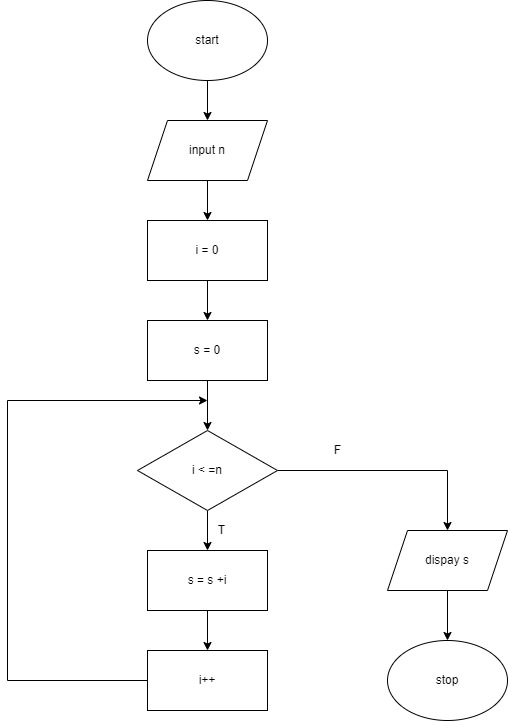 start
input n
i = 0
s = 0
i < =n
F
T
dispay s
s = s +i
i++
stop